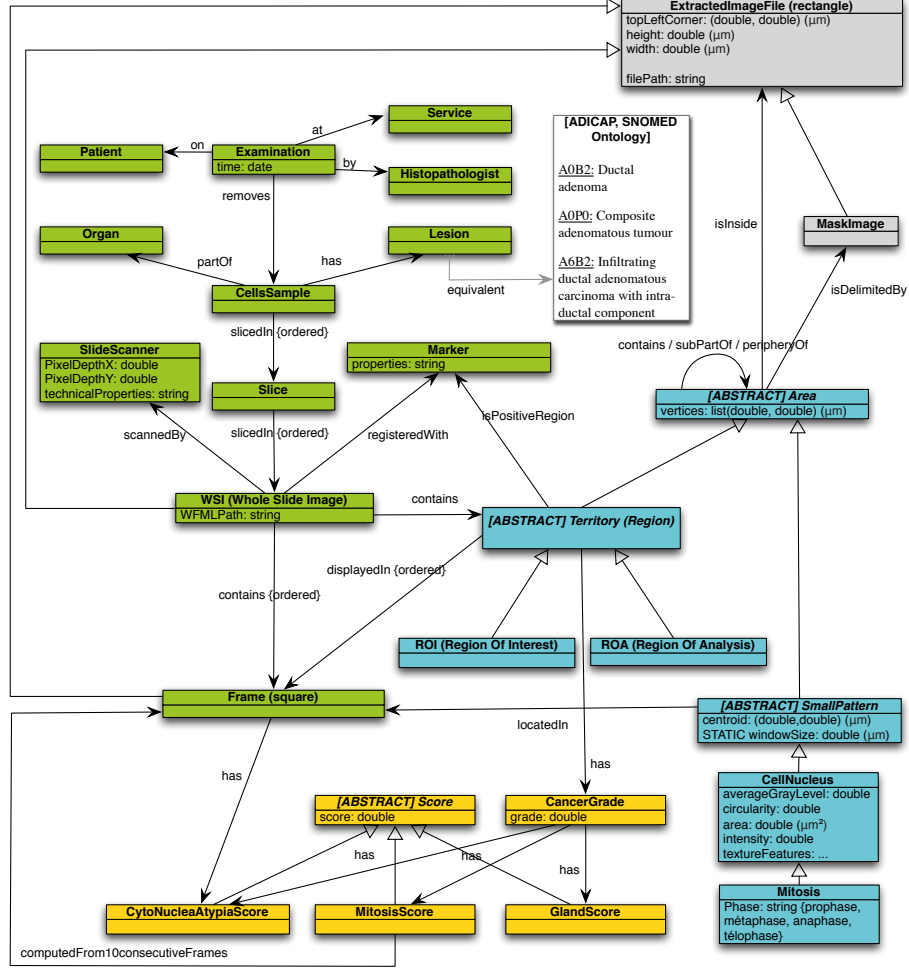 ExtractedImageFile (rectangle)
topLeftCorner: (double, double) (µm)
height: double (µm)
width: double (µm)
filePath: string
Service
at
Patient
on
Examination
time: date
by
Histopathologist
removes
[ADICAP, SNOMED
Ontology]
A0B2: Ductal
adenoma
A0P0: Composite
adenomatous tumour
A6B2: Infiltrating
ductal adenomatous
carcinoma with intra-
ductal component
isInside
MaskImage
Organ
Lesion
partOf
has
equivalent
isDelimitedBy
CellsSample
slicedIn {ordered}
SlideScanner
PixelDepthX: double
PixelDepthY: double
technicalProperties: string
Marker
properties: string
contains / subPartOf / peripheryOf
Slice
[ABSTRACT] Area
vertices: list(double, double) (µm)
isPositiveRegion
scannedBy
slicedIn {ordered}
registeredWith
WSI (Whole Slide Image)
WFMLPath: string
contains
[ABSTRACT] Territory (Region)
displayedIn {ordered}
contains {ordered}
ROI (Region Of Interest)
ROA (Region Of Analysis)
Frame (square)
[ABSTRACT] SmallPattern
centroid: (double,double) (µm)
STATIC windowSize: double (µm)
locatedIn
has
has
CellNucleus
averageGrayLevel: double
circularity: double
area: double (µm²)
intensity: double
textureFeatures: ...
[ABSTRACT] Score
score: double
CancerGrade
grade: double
has
has
has
Mitosis
Phase: string {prophase,
métaphase, anaphase,
télophase}
CytoNucleaAtypiaScore
MitosisScore
GlandScore
computedFrom10consecutiveFrames